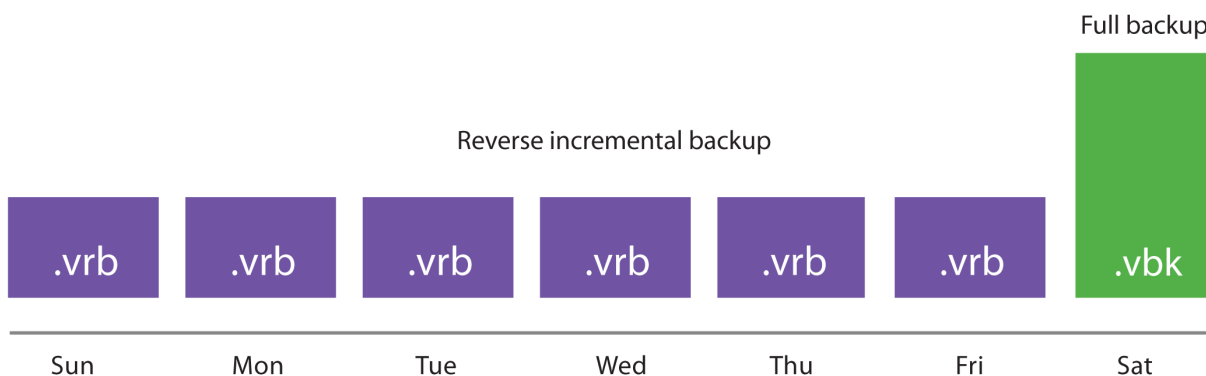 Full backup
Reverse incremental backup
.vrb .vrb .vrb .vrb .vrb .vrb .vbk
Sun Mon Tue Wed Thu Fri Sat